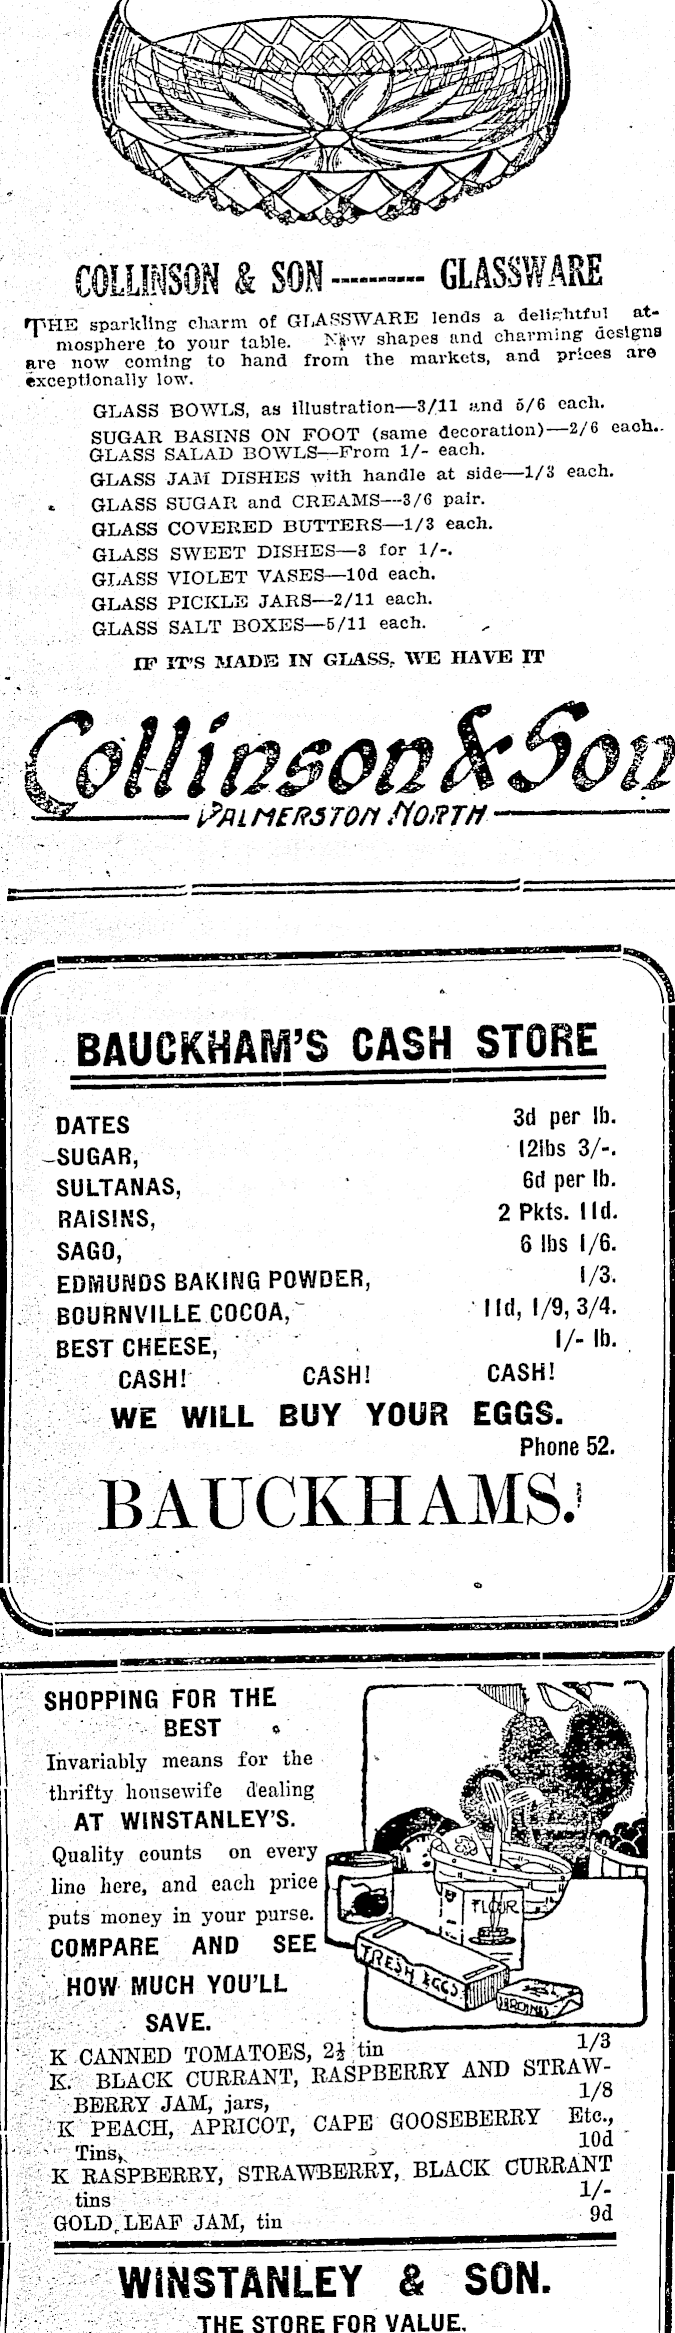 COLLINSON & SON ---------- GLASSWARE
THE sparkling charm of GLASSWARE lends a delightful at-
mosphere to your table. New shapes and charming designs
are now coming to hand from the markets, and prices are
exceptionally low.
GLASS BOWLS, as illustration—3/11 and 5/6 each.
SUGAR BASINS ON FOOT (same decoration)—2/6 each.
GLASS SALAD BOWLS—From 1/- each.
GLASS JAM DISHES with handle at side—1/3 each.
GLASS SUGAR and CREAMS—3/6 pair.
GLASS COVERED BUTTERS—1/3 each.
GLASS SWEET DISHES—3 for 1/-.
GLASS VIOLET VASES—10d each.
GLASS PICKLE JARS—2/11 each.
GLASS SALT BOXES—5/11 each.
IF IT'S MADE IN GLASS, WE HAVE IT
Collinson & Son
PALMERSTON NORTH
BAUCKHAM'S CASH STORE
DATES 3d per lb.
SUGAR, 12lbs 3/-.
SULTANAS, 6d per lb.
RAISINS, 2 Pkts. 11d.
SAGO, 6 lbs 1/6.
EDMUNDS BAKING POWDER, 1/3.
BOURNVILLE COCOA, 11d, 1/9, 3/4.
BEST CHEESE, 1/- lb.
CASH! CASH! CASH!
WE WILL BUY YOUR EGGS.
Phone 52.
BAUCKHAMS.
SHOPPING FOR THE
BEST
Invariably means for the
thrifty housewife dealing
AT WINSTANLEY'S.
Quality counts on every
line here, and each price
puts money in your purse.
COMPARE AND SEE
HOW MUCH YOU'LL
SAVE.
FLOUR
FRESH EGGS
SARDINES
K CANNED TOMATOES, 2½ tin 1/3
K. BLACK CURRANT, RASPBERRY AND STRAW-
BERRY JAM, jars, 1/8
K PEACH, APRICOT, CAPE GOOSEBERRY Etc.,
Tins, 10d
K RASPBERRY, STRAWBERRY, BLACK CURRANT
tins 1/-
GOLD LEAF JAM, tin 9d
WINSTANLEY & SON.
THE STORE FOR VALUE.